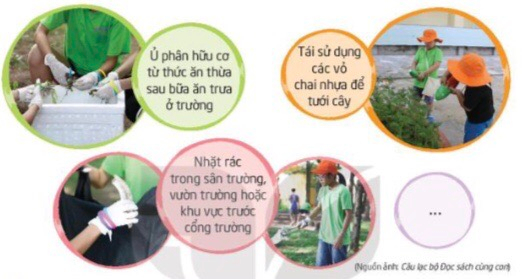 Ủ phân hữu cơ
từ thức ăn thừa
sau bữa ăn trưa
ở trường
Tái sử dụng
các vỏ
chai nhựa để
tưới cây
Nhặt rác
trong sân trường,
vườn trường hoặc
khu vực trước
cổng trường
...
(Nguồn ảnh: Câu lạc bộ Đọc sách cùng con)